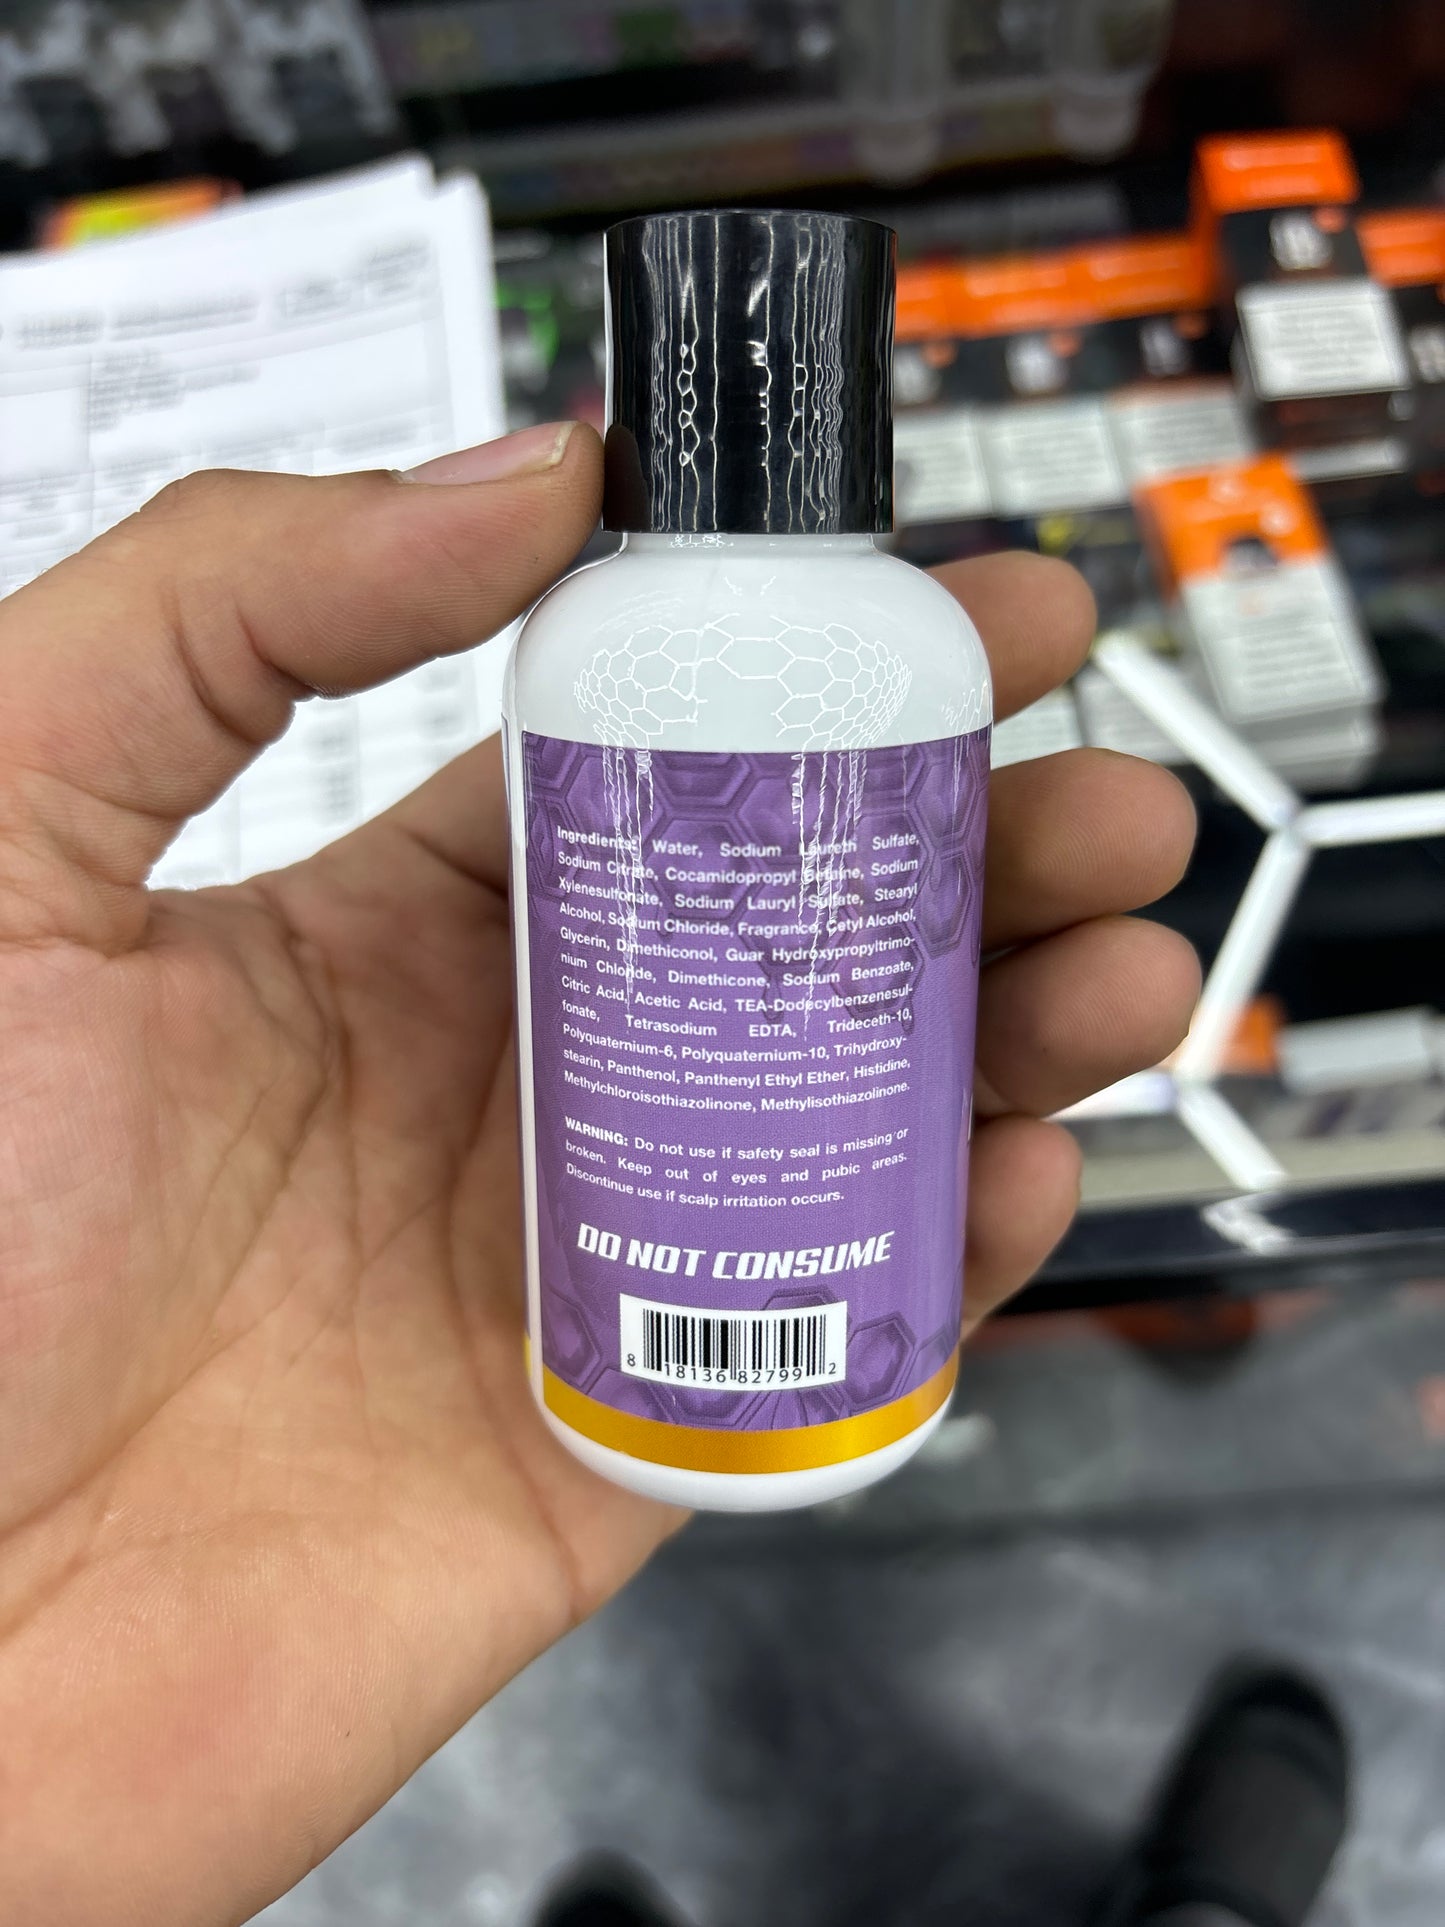 Ingredients: Water, Sodium Laureth Sulfate,
Sodium Citrate, Cocamidopropyl Betaine, Sodium
Xylenesulfonate, Sodium Lauryl Sulfate, Stearyl
Alcohol, Sodium Chloride, Fragrance, Cetyl Alcohol,
Glycerin, Dimethiconol, Guar Hydroxypropyltrimo-
nium Chloride, Dimethicone, Sodium Benzoate,
Citric Acid, Acetic Acid, TEA-Dodecylbenzenesul-
fonate, Tetrasodium EDTA, Trideceth-10,
Polyquaternium-6, Polyquaternium-10, Trihydroxy-
stearin, Panthenol, Panthenyl Ethyl Ether, Histidine,
Methylchloroisothiazolinone, Methylisothiazolinone.
WARNING: Do not use if safety seal is missing or
broken. Keep out of eyes and pubic areas.
Discontinue use if scalp irritation occurs.
DO NOT CONSUME
8 18136 82799 2